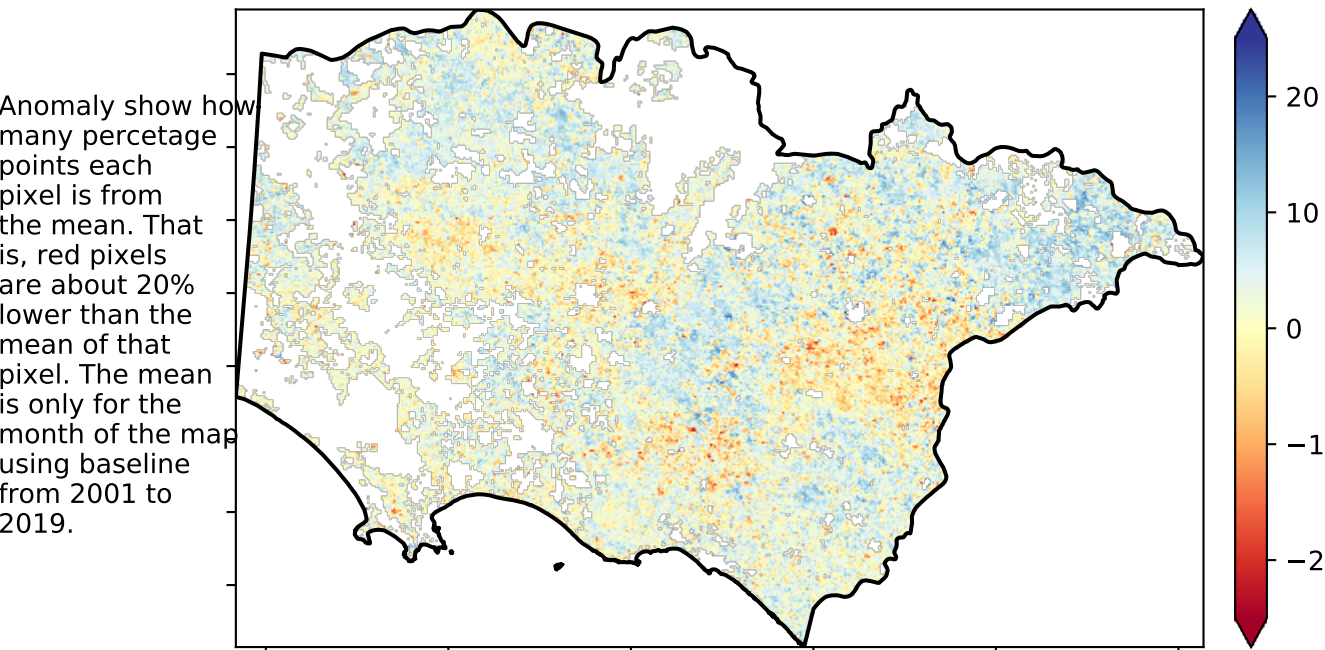 Anomaly show how
many percetage
points each
pixel is from
the mean. That
is, red pixels
are about 20%
lower than the
mean of that
pixel. The mean
is only for the
month of the map
using baseline
from 2001 to
2019.
20
10
0
−1
−2